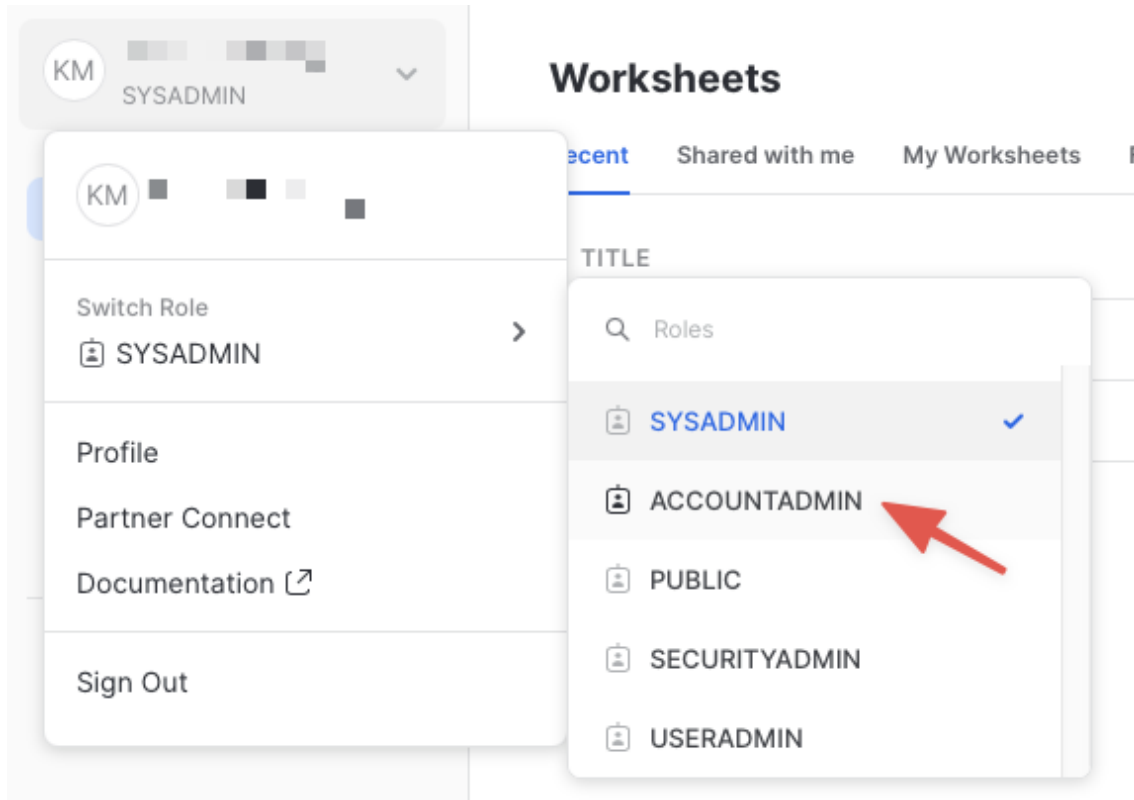 KM
SYSADMIN
KM
Switch Role
SYSADMIN
Profile
Partner Connect
Documentation
Sign Out
Worksheets
ecent Shared with me My Worksheets
TITLE
Roles
SYSADMIN
ACCOUNTADMIN
PUBLIC
SECURITYADMIN
USERADMIN